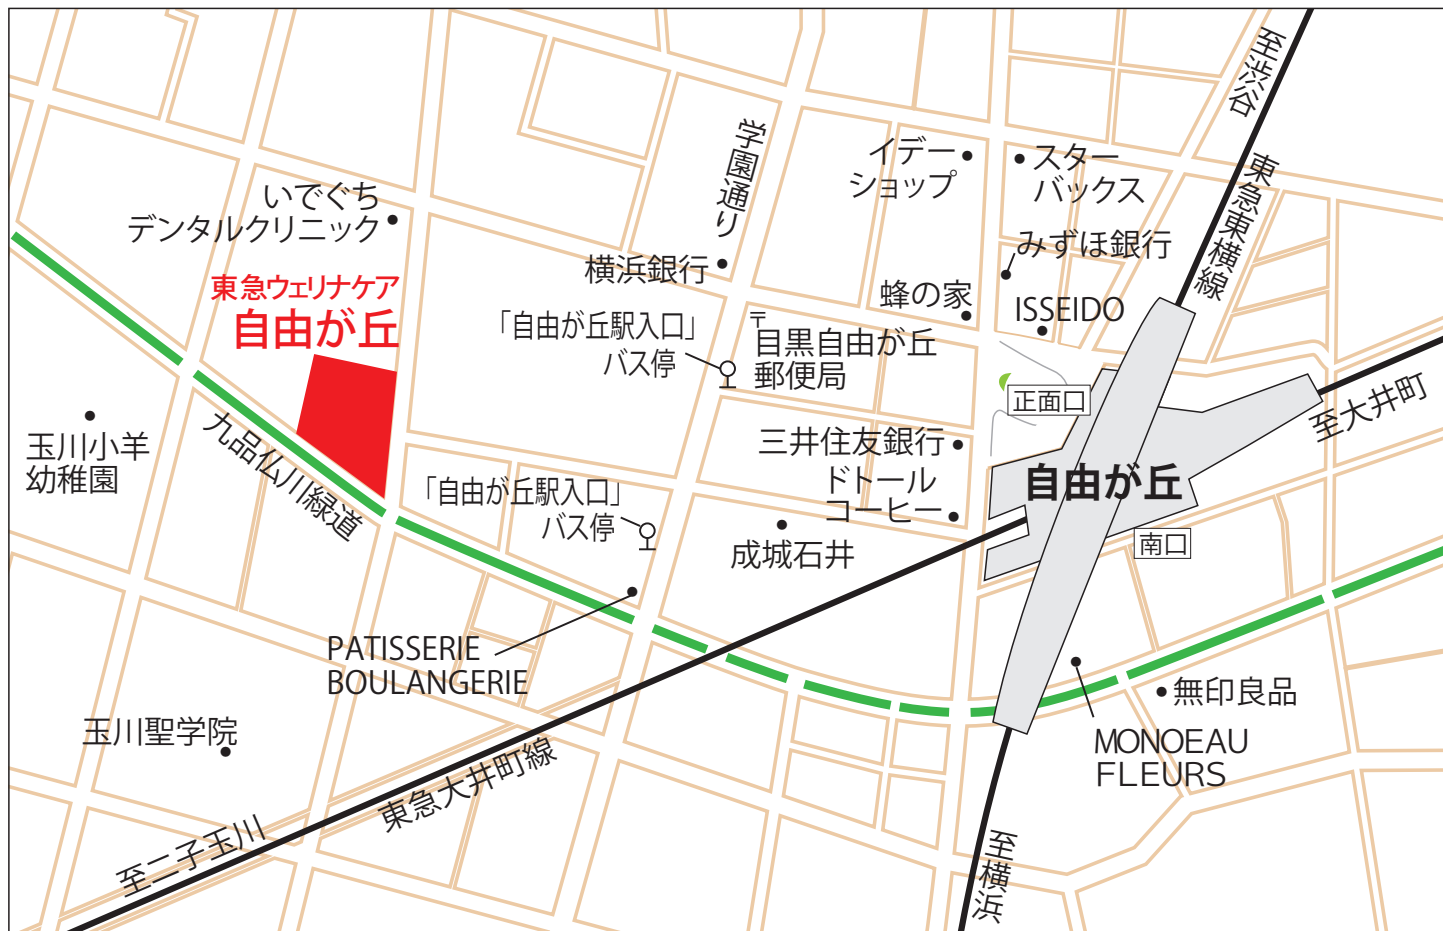 至渋谷
東急東横線
学園通り
イデー
ショップ
スター
バックス
いでぐち
デンタルクリニック
みずほ銀行
横浜銀行
東急ウェリナケア
自由が丘
蜂の家
ISSEIDO
「自由が丘駅入口」
バス停
〒
目黒自由が丘
郵便局
正面口
至大井町
玉川小羊
幼稚園
九品仏川緑道
三井住友銀行
ドトール
コーヒー
自由が丘
「自由が丘駅入口」
バス停
成城石井
南口
PATISSERIE
BOULANGERIE
無印良品
玉川聖学院
MONOEAU
FLEURS
東急大井町線
至二子玉川
至横浜